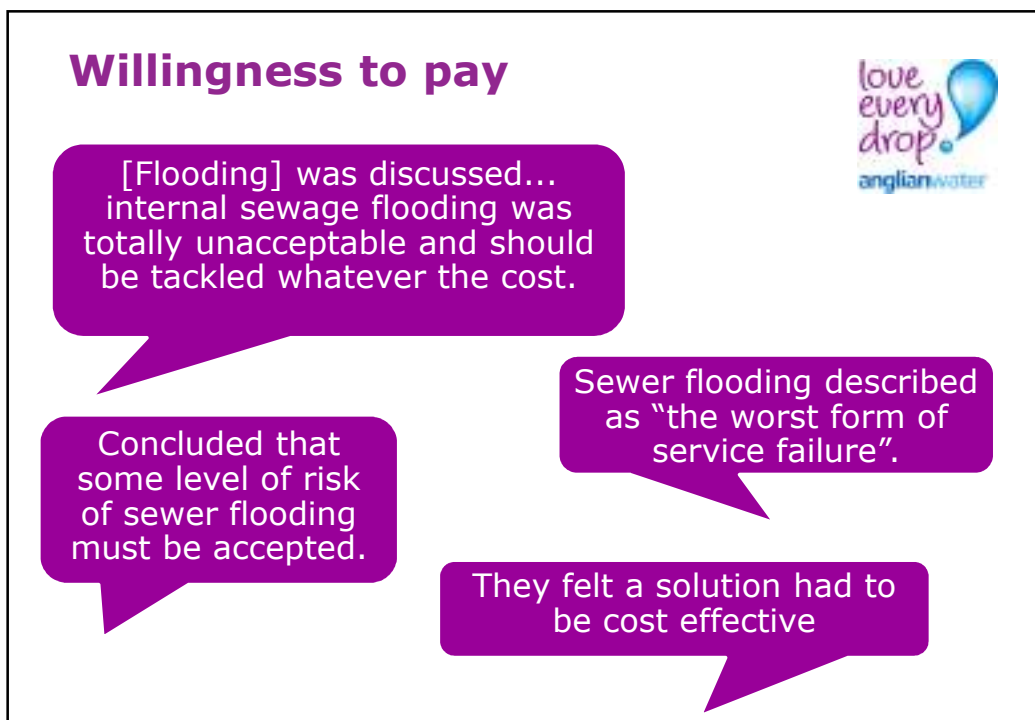 Willingness to pay
love
every
drop.
anglianwater
[Flooding] was discussed...
internal sewage flooding was
totally unacceptable and should
be tackled whatever the cost.
Sewer flooding described
as “the worst form of
service failure”.
Concluded that
some level of risk
of sewer flooding
must be accepted.
They felt a solution had to
be cost effective